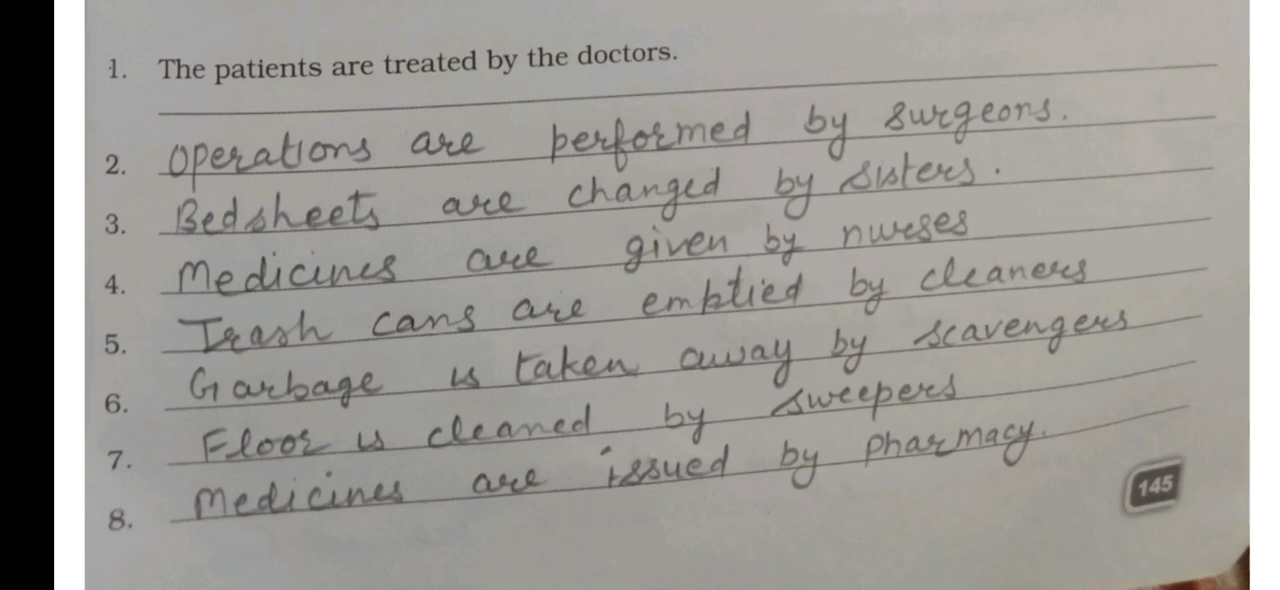 1. The patients are treated by the doctors.
2. Operations are performed by surgeons.
3. Bedsheets are changed by sisters.
4. Medicines are given by nurses
5. Trash cans are emptied by cleaners
6. Garbage is taken away by scavengers
7. Floor is cleaned by sweepers
8. Medicines are issued by pharmacy.
145